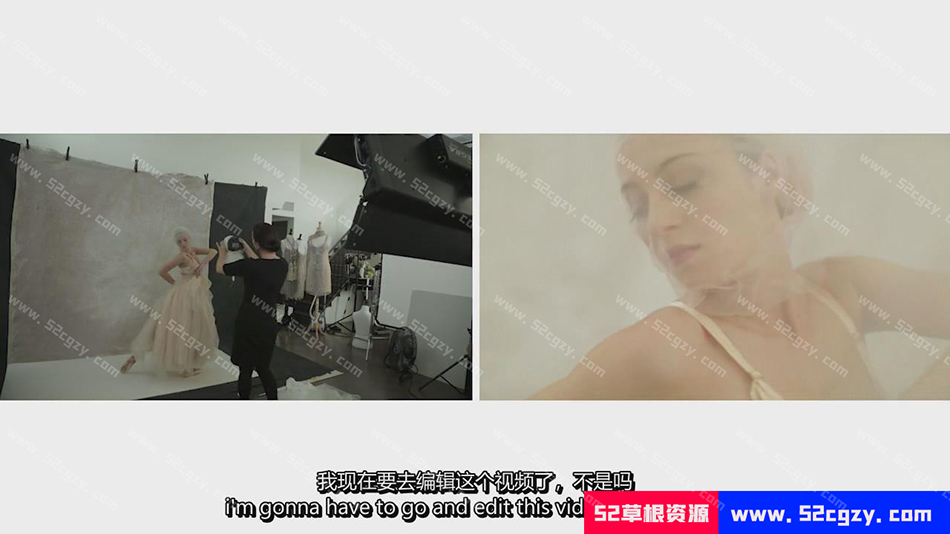 我现在要去编辑这个视频了，不是吗
i'm gonna have to go and edit this vid
52草根资源 www.52cgzy.com